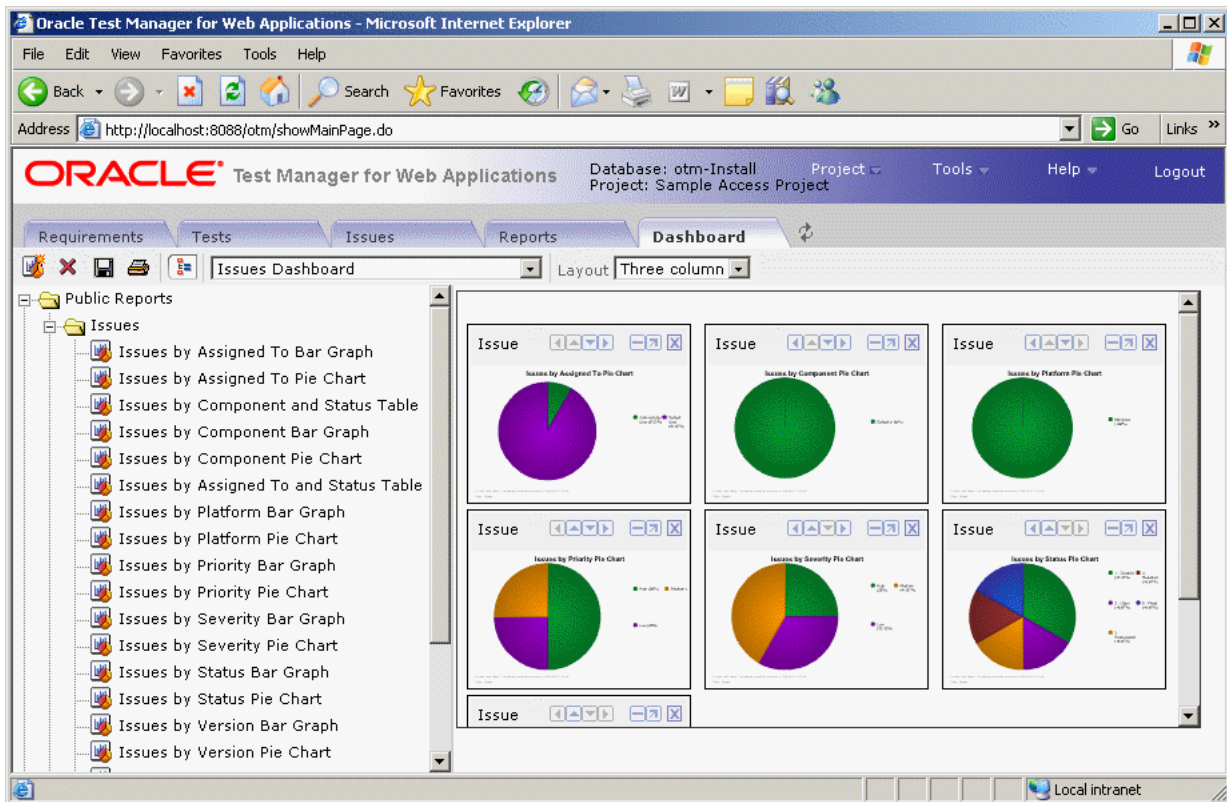 Oracle Test Manager for Web Applications - Microsoft Internet Explorer
File Edit View Favorites Tools Help
Back Search Favorites
Address http://localhost:8088/otm/showMainPage.do Go Links »
ORACLE Test Manager for Web Applications Database: otm-Install Project Tools Help Logout
Project: Sample Access Project
Requirements Tests Issues Reports Dashboard
Issues Dashboard Layout Three column
Public Reports
Issues
Issues by Assigned To Bar Graph
Issues by Assigned To Pie Chart
Issues by Component and Status Table
Issues by Component Bar Graph
Issues by Component Pie Chart
Issues by Assigned To and Status Table
Issues by Platform Bar Graph
Issues by Platform Pie Chart
Issues by Priority Bar Graph
Issues by Priority Pie Chart
Issues by Severity Bar Graph
Issues by Severity Pie Chart
Issues by Status Bar Graph
Issues by Status Pie Chart
Issues by Version Bar Graph
Issues by Version Pie Chart
Issue Issue Issue
Issues by Assigned To Pie Chart Issues by Component Pie Chart Issues by Platform Pie Chart
Issue Issue Issue
Issues by Priority Pie Chart Issues by Severity Pie Chart Issues by Status Pie Chart
Issue
Local intranet